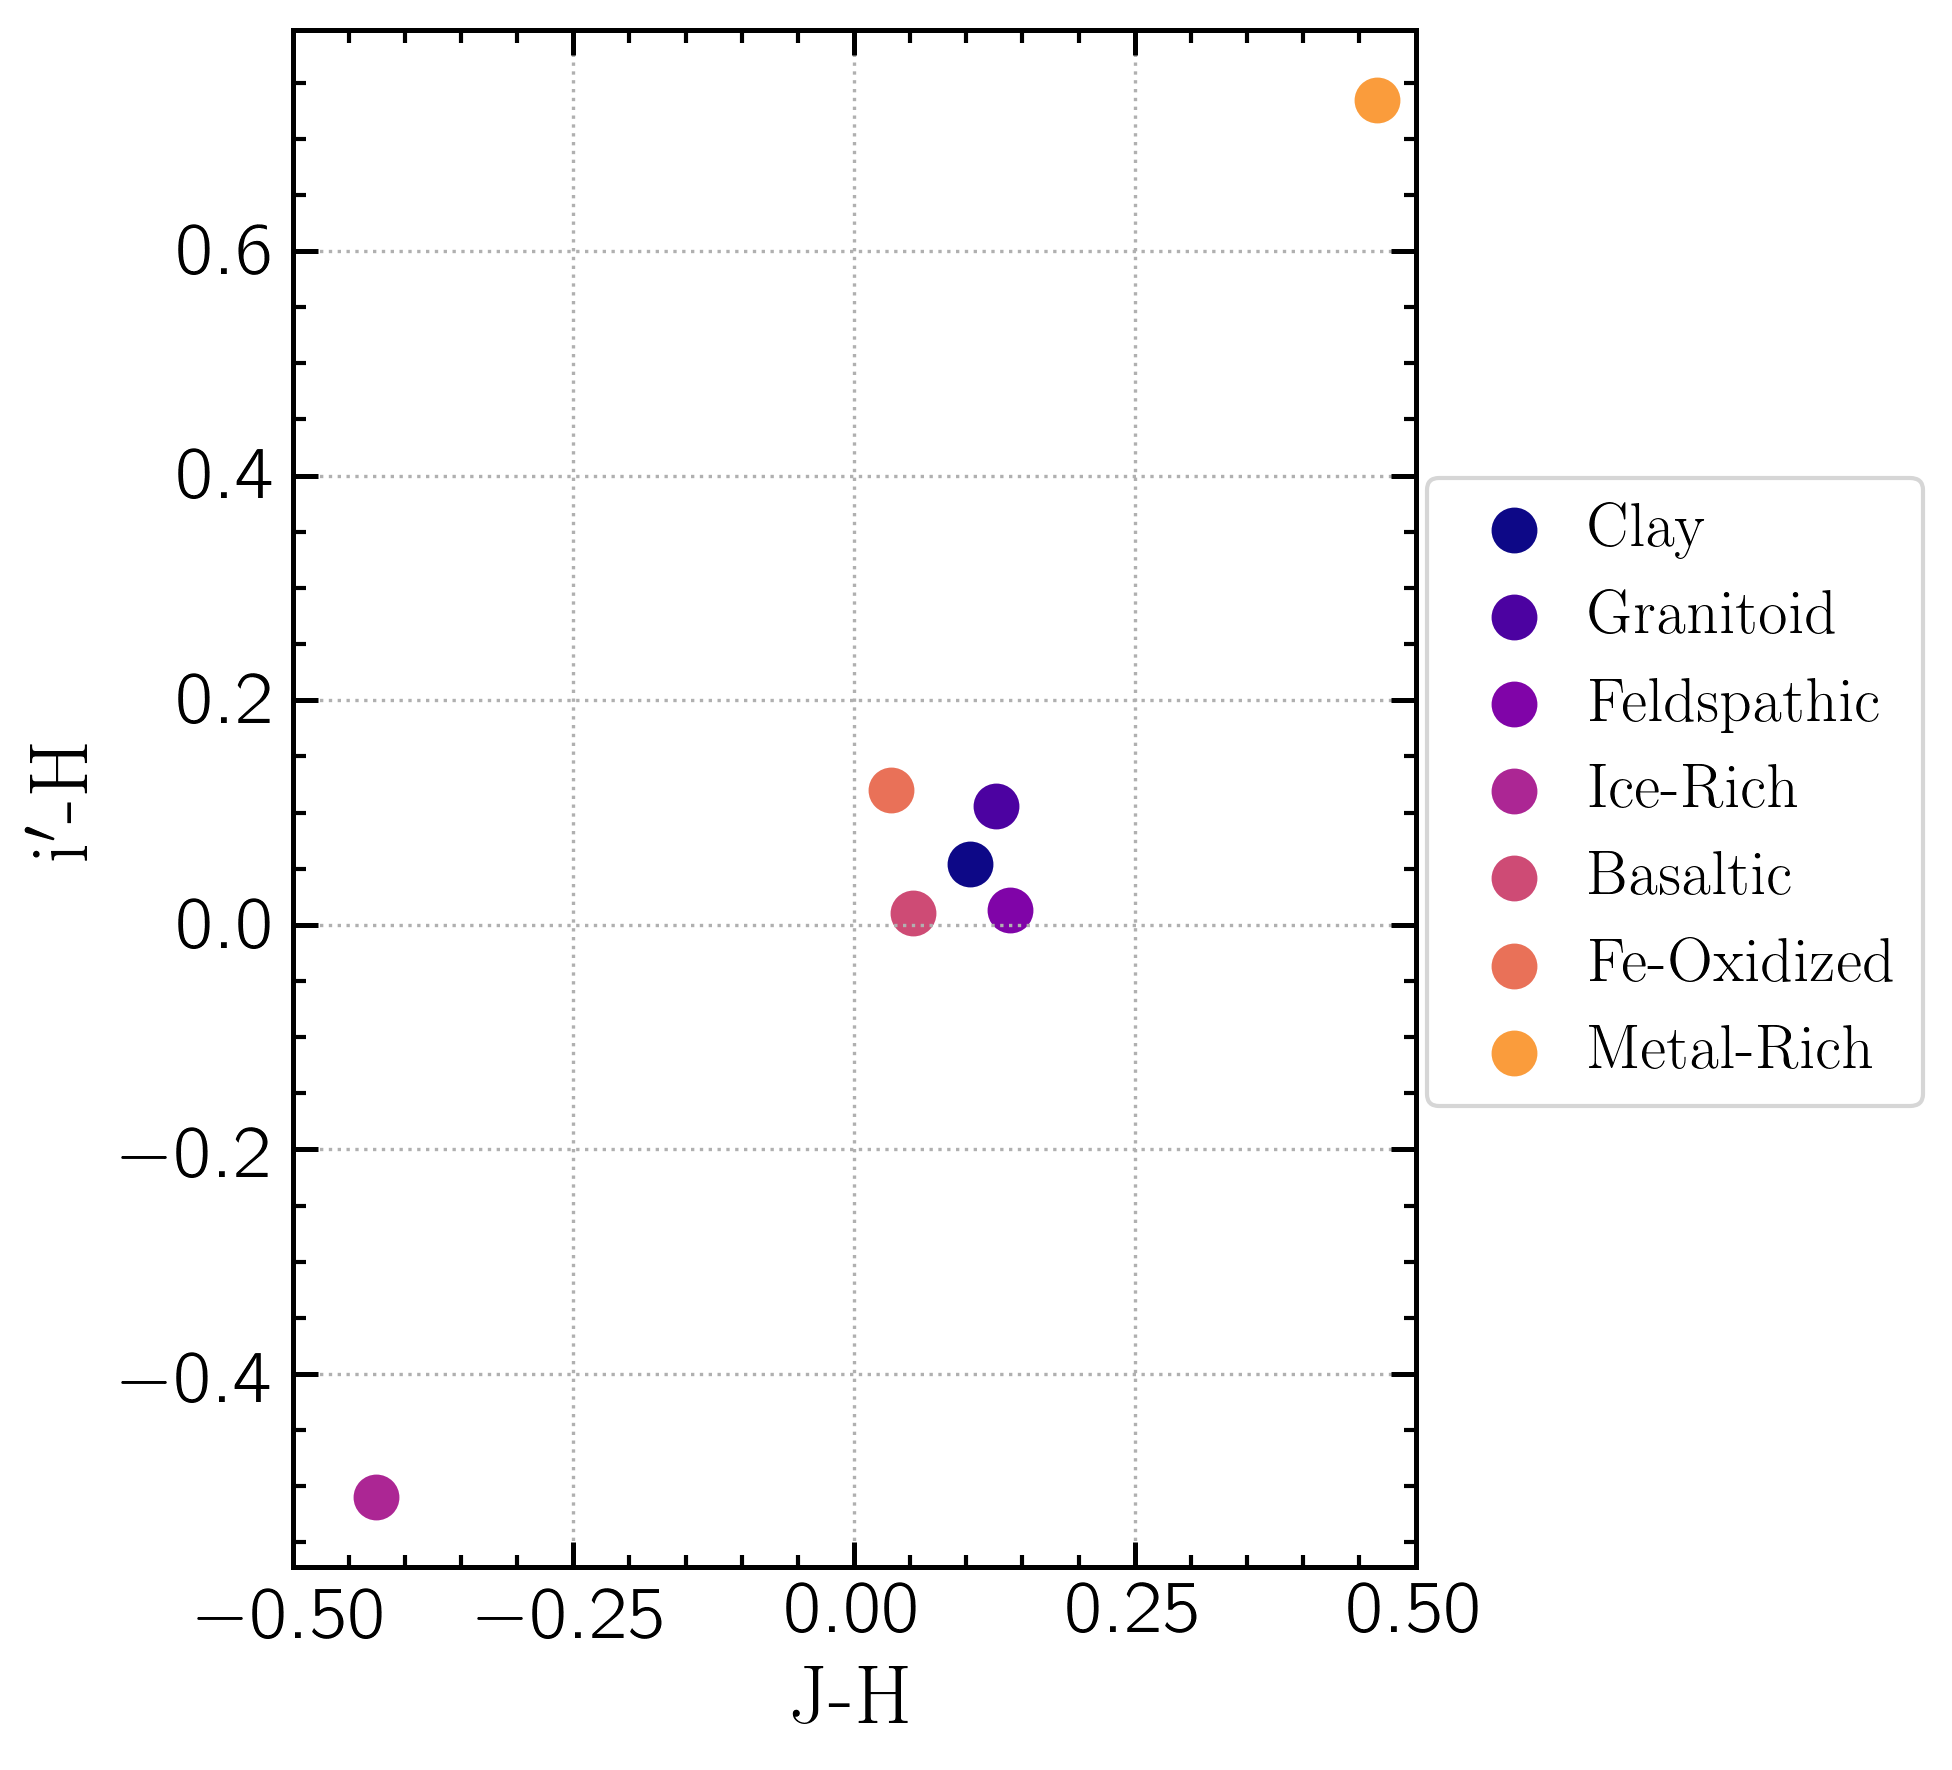 0.6
0.4
0.2
0.0
−0.2
−0.4
i′-H
−0.50
−0.25
0.00
0.25
0.50
J-H
Clay
Granitoid
Feldspathic
Ice-Rich
Basaltic
Fe-Oxidized
Metal-Rich